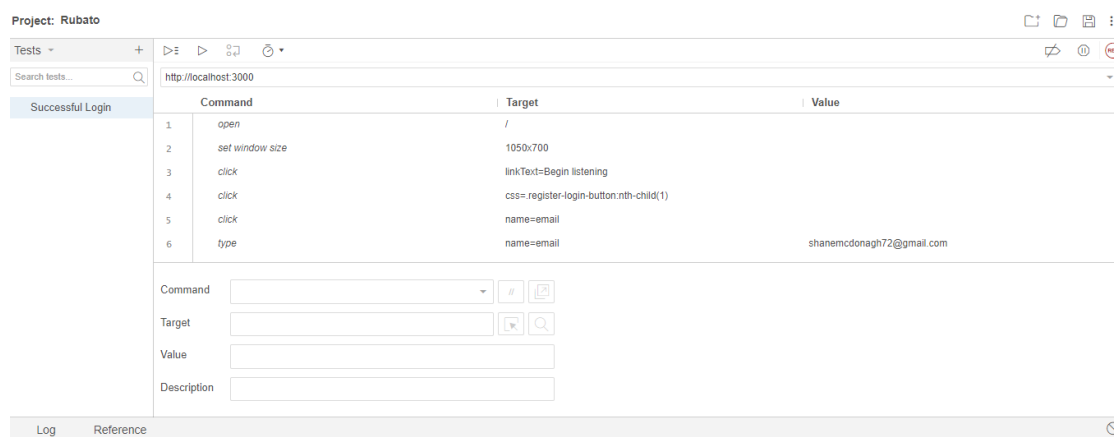 Project: Rubato
Tests
Search tests...
http://localhost:3000
Successful Login
Command Target Value
1 open /
2 set window size 1050x700
3 click linkText=Begin listening
4 click css=.register-login-button:nth-child(1)
5 click name=email
6 type name=email shanemcdonagh72@gmail.com
Command //
Target
Value
Description
Log Reference